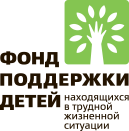 ФОНД
ПОДДЕРЖКИ
ДЕТЕЙ
НАХОДЯЩИХСЯ
В ТРУДНОЙ
ЖИЗНЕННОЙ
СИТУАЦИИ